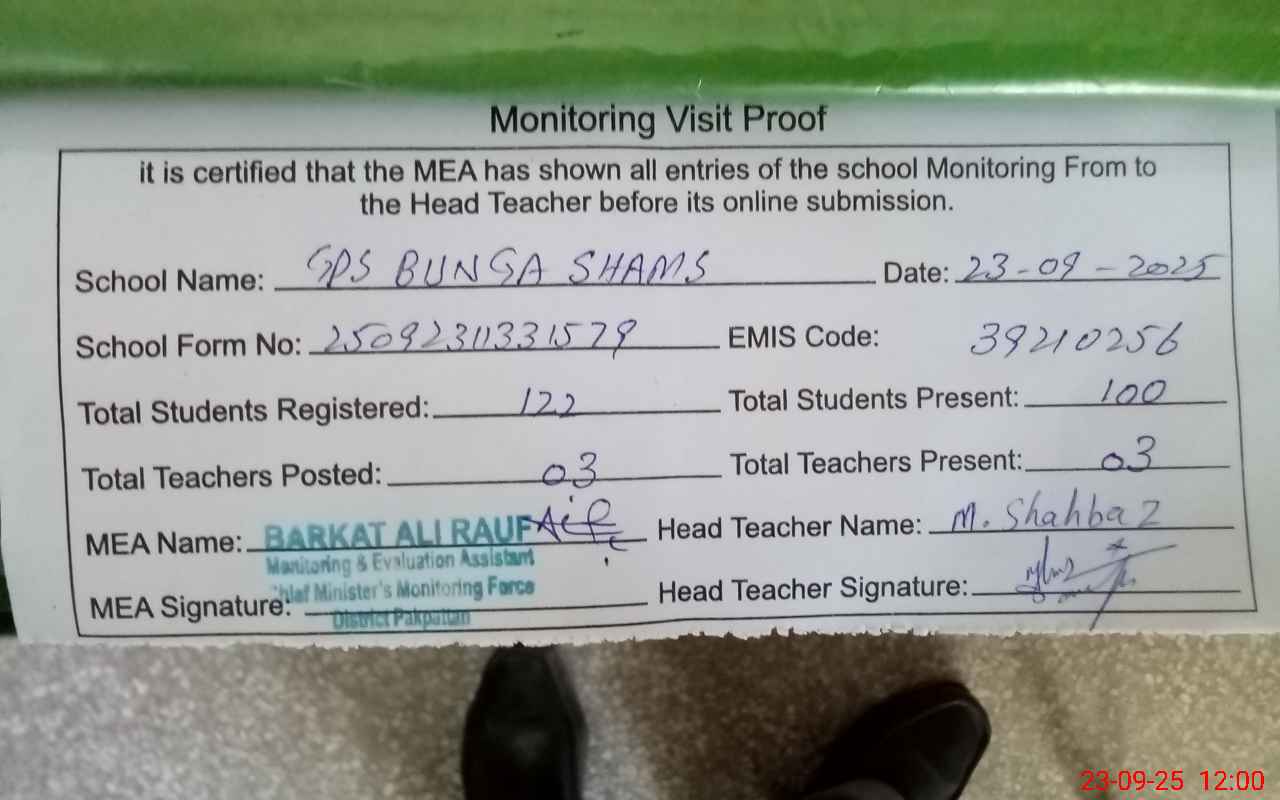 Monitoring Visit Proof
it is certified that the MEA has shown all entries of the school Monitoring From to
the Head Teacher before its online submission.
School Name: GPS BUNGA SHAMS Date: 23-09-2025
School Form No: 25092311331579 EMIS Code: 39210256
Total Students Registered: 122 Total Students Present: 100
Total Teachers Posted: 03 Total Teachers Present: 03
MEA Name: BARKAT ALI RAUF Head Teacher Name: M. Shahbaz
Monitoring & Evaluation Assistant
Chief Minister's Monitoring Force
MEA Signature: Head Teacher Signature:
District Pakpattan
23-09-25 12:00